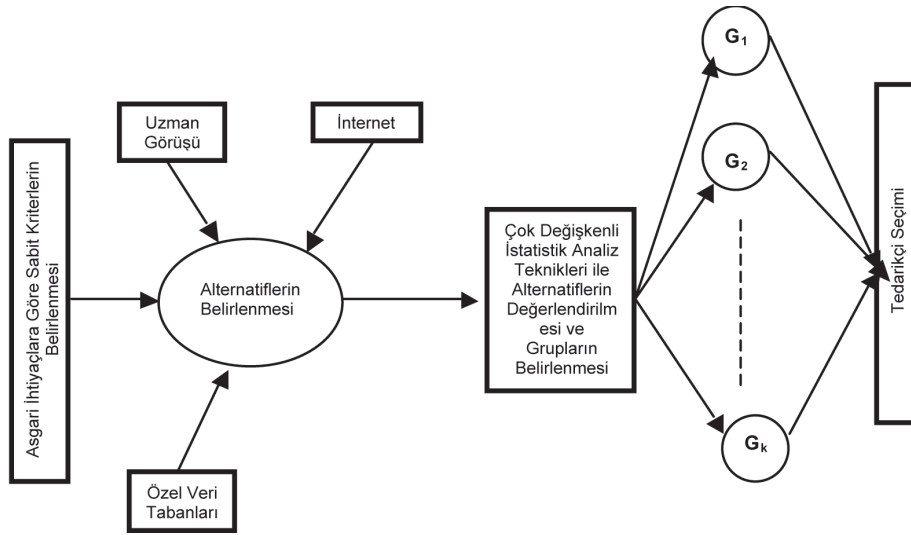 Asgari İhtiyaçlara Göre Sabit Kriterlerin
Belirlenmesi
Uzman
Görüşü
İnternet
Alternatiflerin
Belirlenmesi
Özel Veri
Tabanları
Çok Değişkenli
İstatistik Analiz
Teknikleri ile
Alternatiflerin
Değerlendirilm
esi ve
Grupların
Belirlenmesi
G1
G2
Gk
Tedarikçi Seçimi